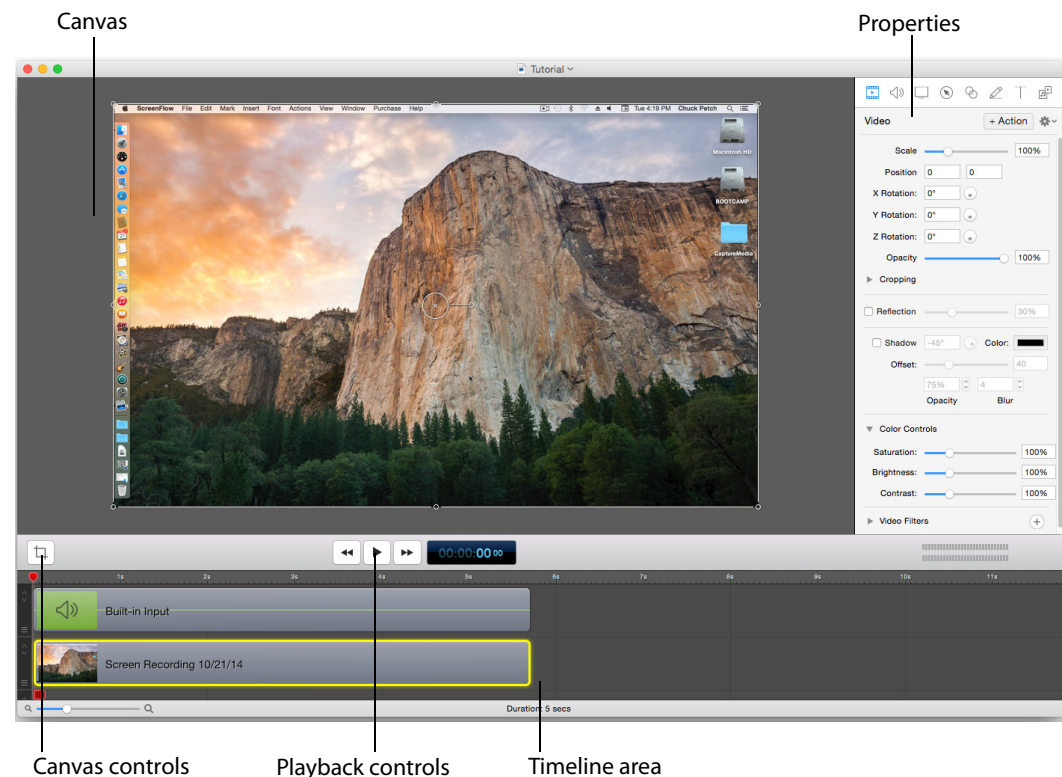 Canvas
Properties
Tutorial
ScreenFlow File Edit Mark Insert Font Actions View Window Purchase Help
Tue 4:19 PM Chuck Petch
Macintosh HD
BOOTCAMP
CaptureMedia
Video
+ Action
Scale 100%
Position 0 0
X Rotation: 0°
Y Rotation: 0°
Z Rotation: 0°
Opacity 100%
Cropping
Reflection 30%
Shadow -45° Color:
Offset: 40
75% 4
Opacity Blur
Color Controls
Saturation: 100%
Brightness: 100%
Contrast: 100%
Video Filters
00:00:00 00
1s 2s 3s 4s 5s 6s 7s 8s 9s 10s 11s
Built-in Input
Screen Recording 10/21/14
Duration: 5 secs
Canvas controls
Playback controls
Timeline area